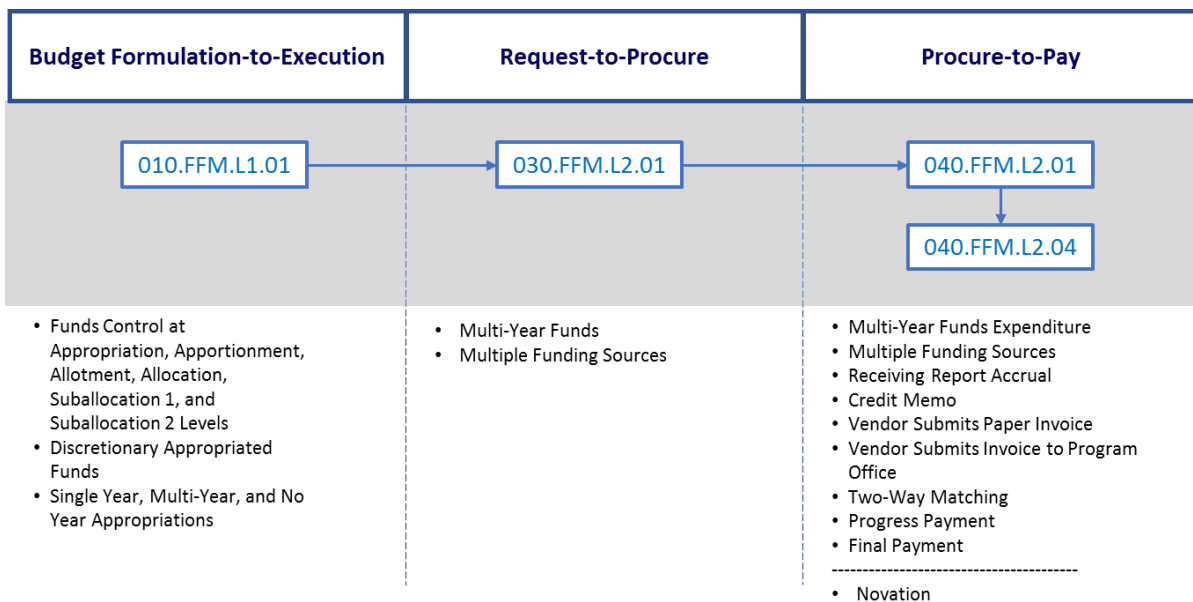 Budget Formulation-to-Execution
Request-to-Procure
Procure-to-Pay
010.FFM.L1.01
030.FFM.L2.01
040.FFM.L2.01
040.FFM.L2.04
• Funds Control at
Appropriation, Apportionment,
Allotment, Allocation,
Suballocation 1, and
Suballocation 2 Levels
• Discretionary Appropriated
Funds
• Single Year, Multi-Year, and No
Year Appropriations
• Multi-Year Funds
• Multiple Funding Sources
• Multi-Year Funds Expenditure
• Multiple Funding Sources
• Receiving Report Accrual
• Credit Memo
• Vendor Submits Paper Invoice
• Vendor Submits Invoice to Program
Office
• Two-Way Matching
• Progress Payment
• Final Payment
----------------------------------------
• Novation